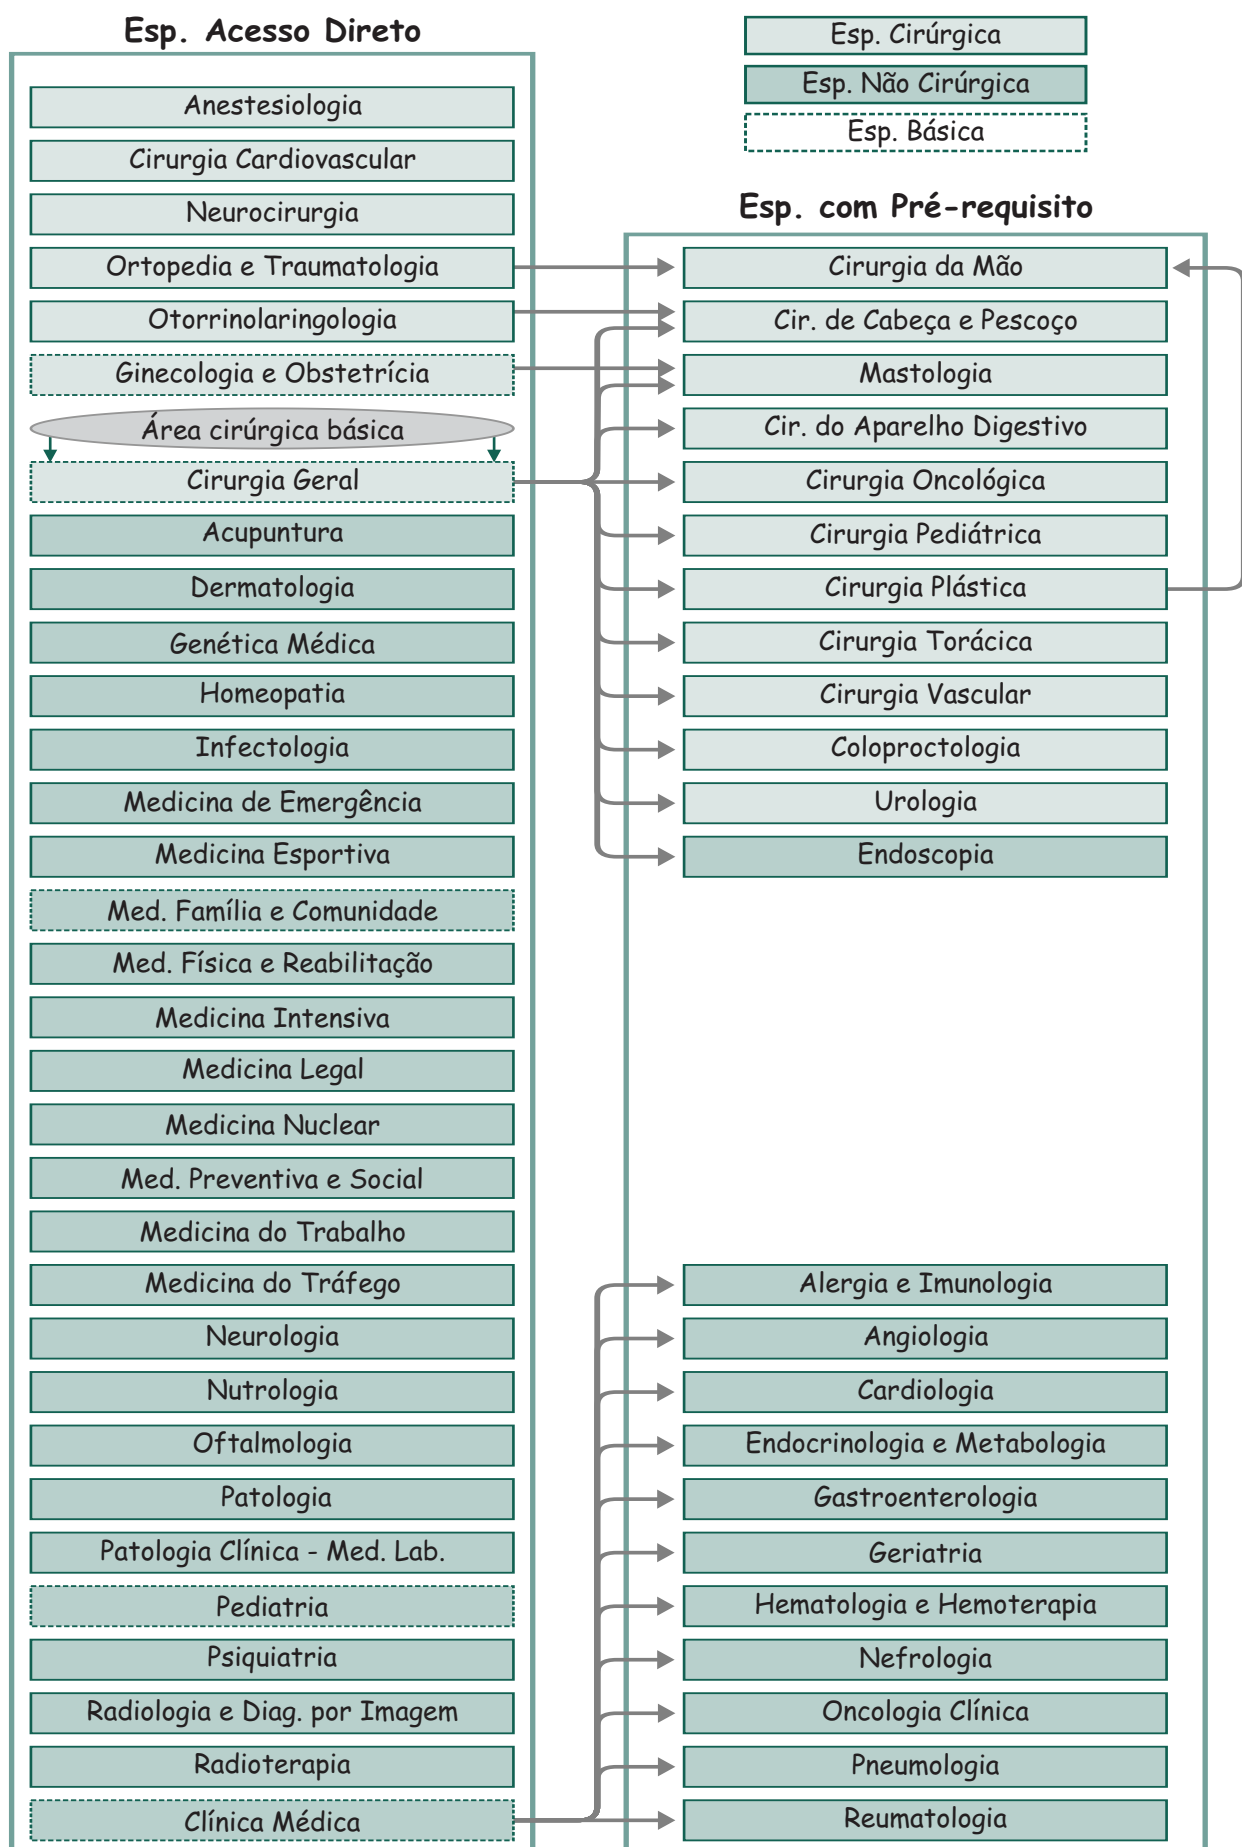 Esp. Acesso Direto
Anestesiologia
Cirurgia Cardiovascular
Neurocirurgia
Ortopedia e Traumatologia
Otorrinolaringologia
Ginecologia e Obstetrícia
Área cirúrgica básica
Cirurgia Geral
Acupuntura
Dermatologia
Genética Médica
Homeopatia
Infectologia
Medicina de Emergência
Medicina Esportiva
Med. Família e Comunidade
Med. Física e Reabilitação
Medicina Intensiva
Medicina Legal
Medicina Nuclear
Med. Preventiva e Social
Medicina do Trabalho
Medicina do Tráfego
Neurologia
Nutrologia
Oftalmologia
Patologia
Patologia Clínica - Med. Lab.
Pediatria
Psiquiatria
Radiologia e Diag. por Imagem
Radioterapia
Clínica Médica
Esp. Cirúrgica
Esp. Não Cirúrgica
Esp. Básica
Esp. com Pré-requisito
Cirurgia da Mão
Cir. de Cabeça e Pescoço
Mastologia
Cir. do Aparelho Digestivo
Cirurgia Oncológica
Cirurgia Pediátrica
Cirurgia Plástica
Cirurgia Torácica
Cirurgia Vascular
Coloproctologia
Urologia
Endoscopia
Alergia e Imunologia
Angiologia
Cardiologia
Endocrinologia e Metabologia
Gastroenterologia
Geriatria
Hematologia e Hemoterapia
Nefrologia
Oncologia Clínica
Pneumologia
Reumatologia